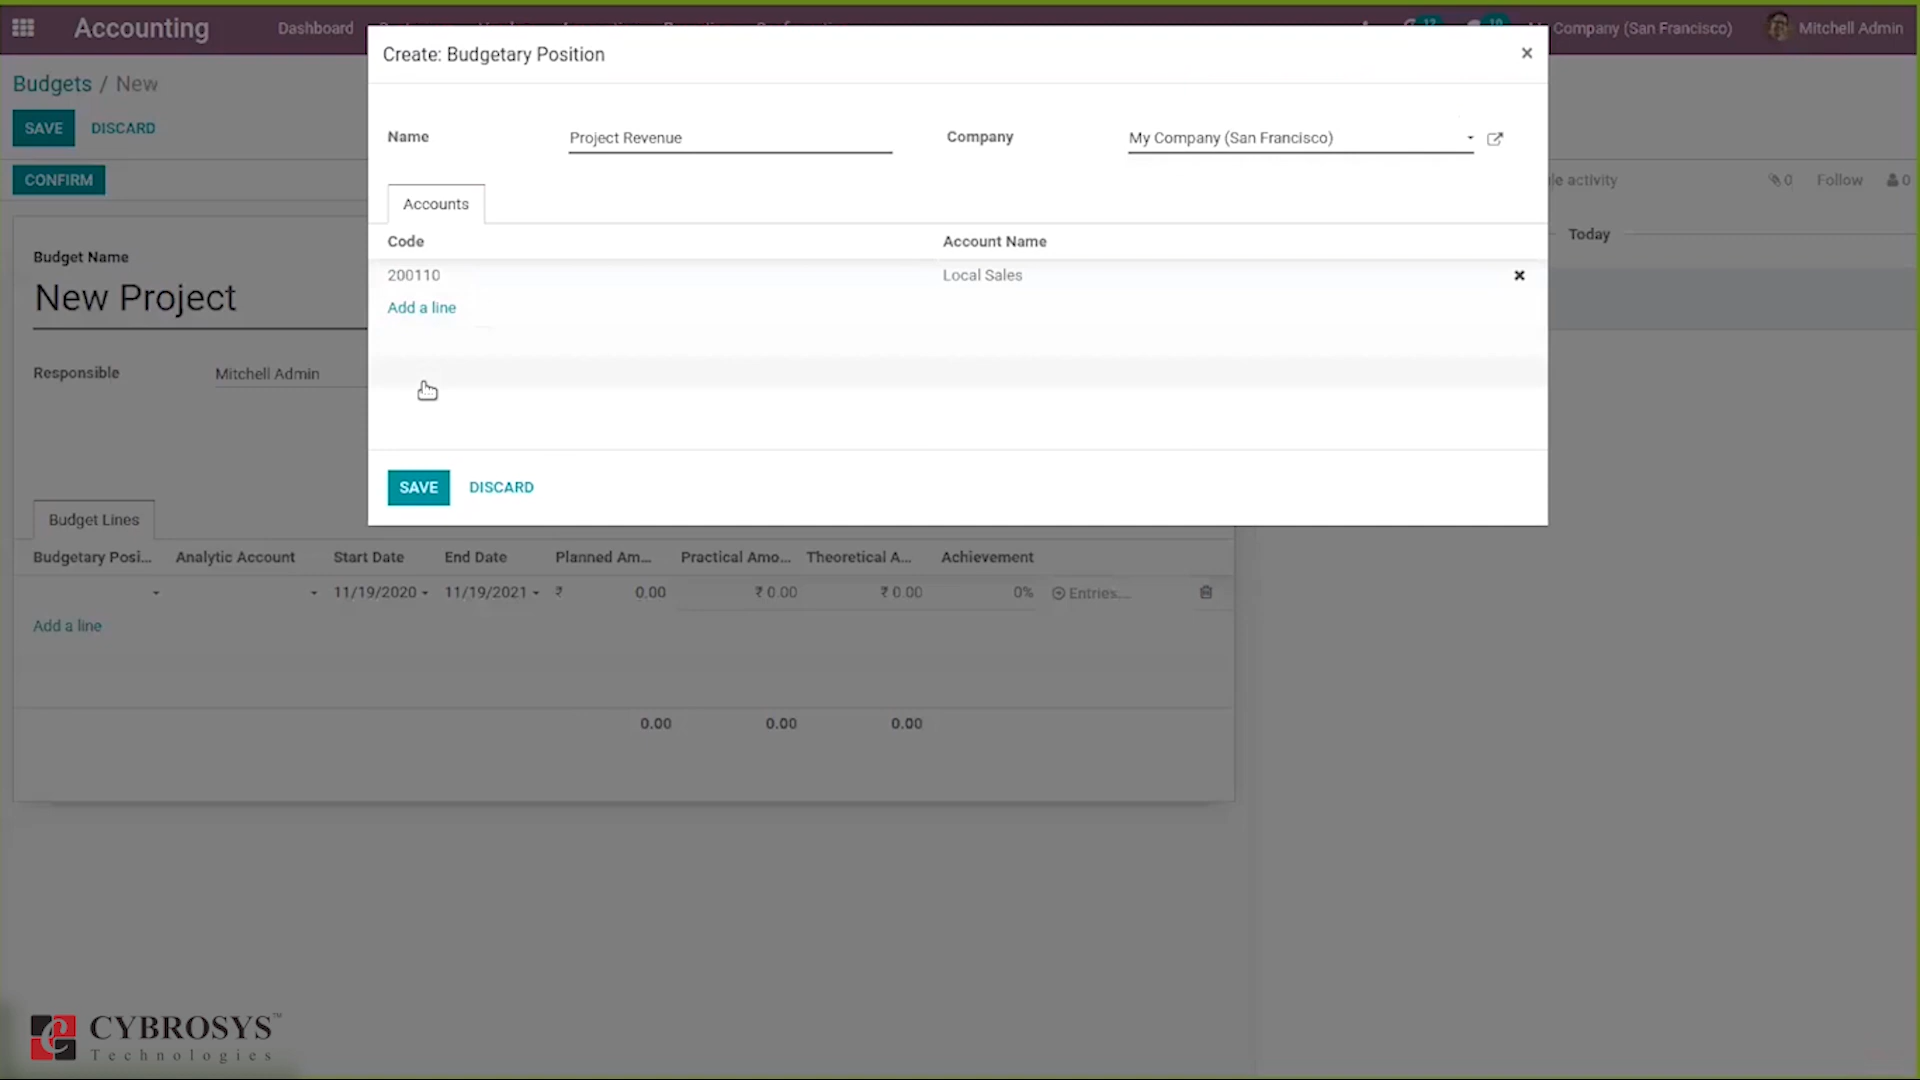 Accounting
Dashboard
12
10
Company (San Francisco)
Mitchell Admin
Budgets / New
SAVE DISCARD
CONFIRM
Create: Budgetary Position
×
Name Project Revenue
Company My Company (San Francisco)
Accounts
Code Account Name
200110 Local Sales
Add a line
SAVE DISCARD
activity
0 Follow 0
Today
Budget Name
New Project
Responsible Mitchell Admin
Budget Lines
Budgetary Posi... Analytic Account Start Date End Date Planned Am... Practical Amo... Theoretical A... Achievement
11/19/2020 11/19/2021 ₹ 0.00 ₹ 0.00 ₹ 0.00 0% Entries...
Add a line
0.00 0.00 0.00
CYBROSYS™
Technologies